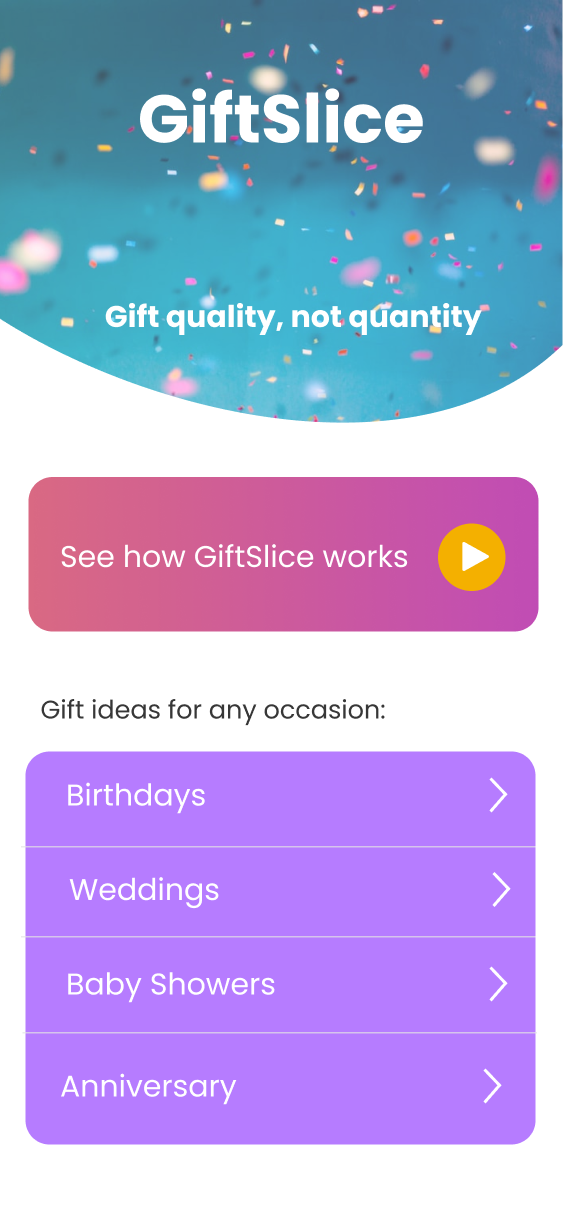 GiftSlice
Gift quality, not quantity
See how GiftSlice works
Gift ideas for any occasion:
Birthdays
Weddings
Baby Showers
Anniversary